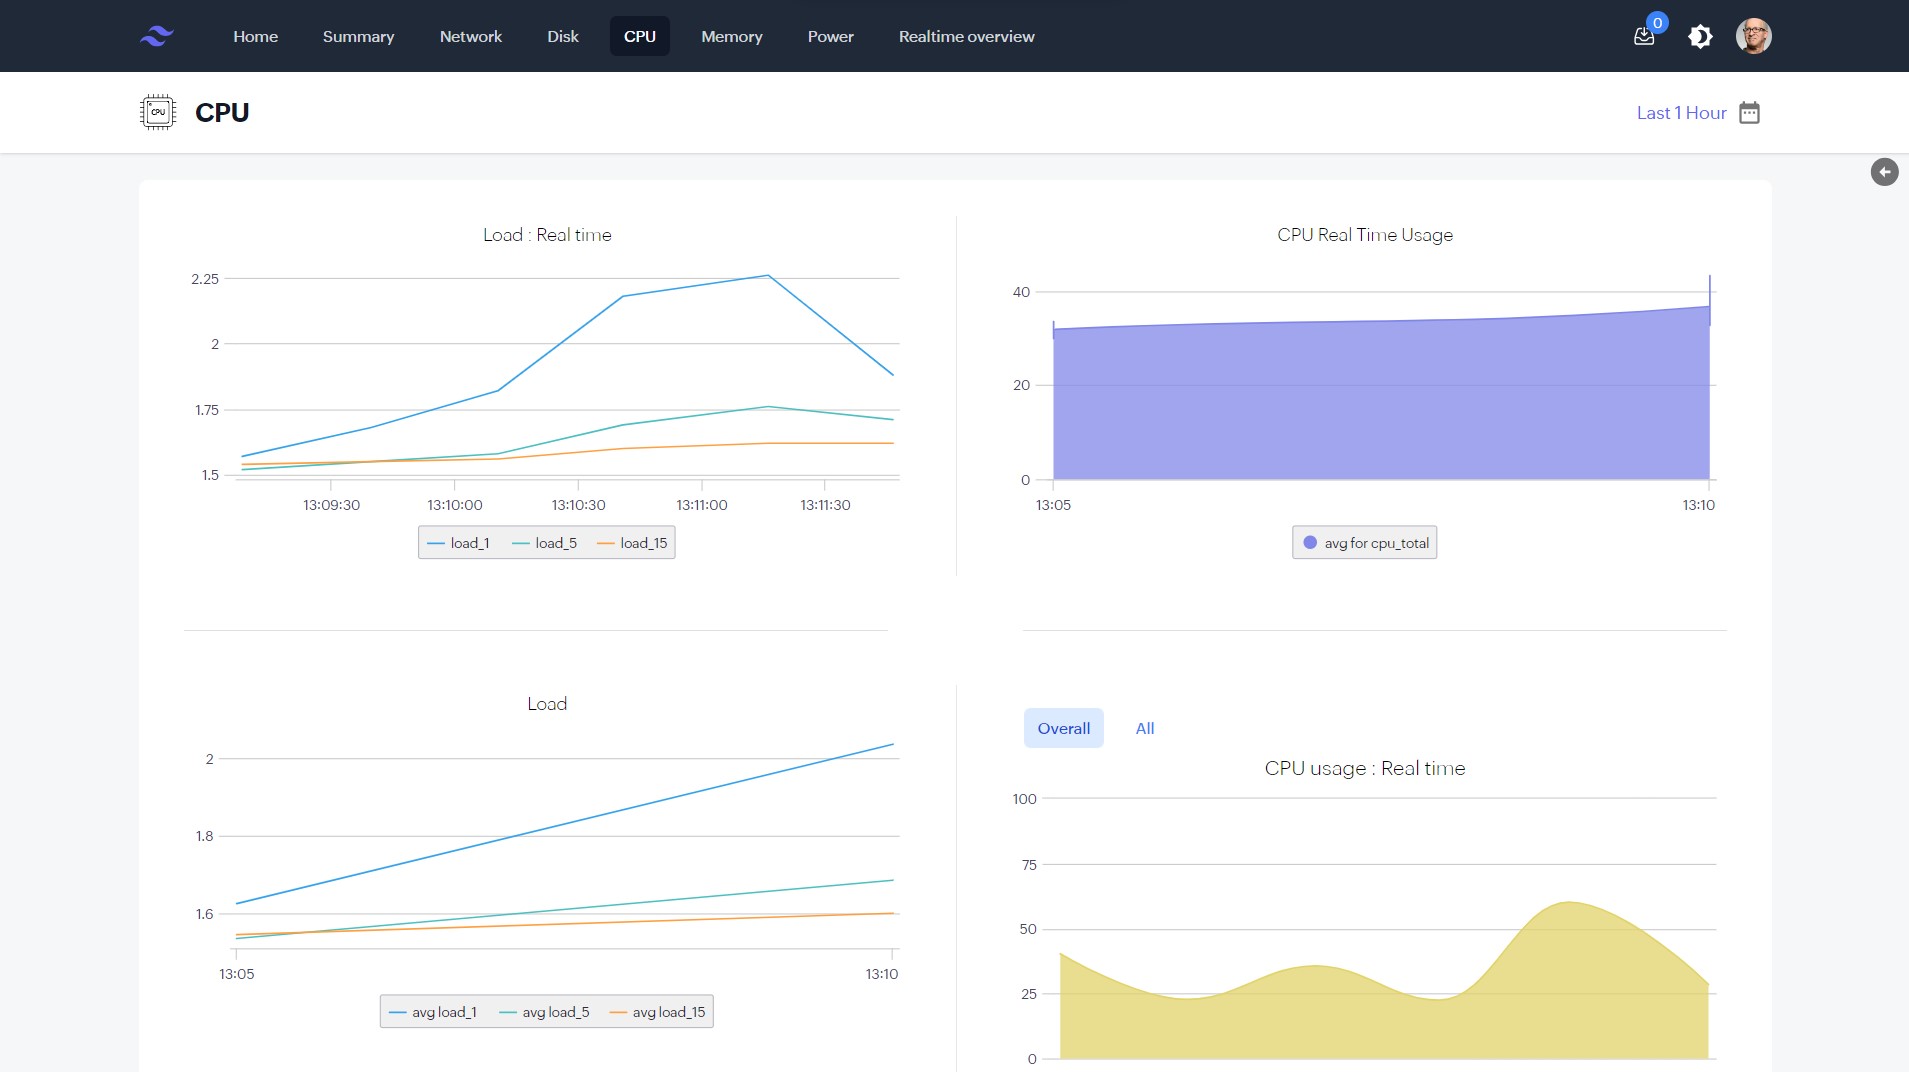 Home Summary Network Disk CPU Memory Power Realtime overview 0
CPU CPU Last 1 Hour
Load : Real time
2.25
2
1.75
1.5
13:09:30 13:10:00 13:10:30 13:11:00 13:11:30
load_1 load_5 load_15
CPU Real Time Usage
40
20
0
13:05 13:10
avg for cpu_total
Load
2
1.8
1.6
13:05 13:10
avg load_1 avg load_5 avg load_15
Overall All
CPU usage : Real time
100
75
50
25
0